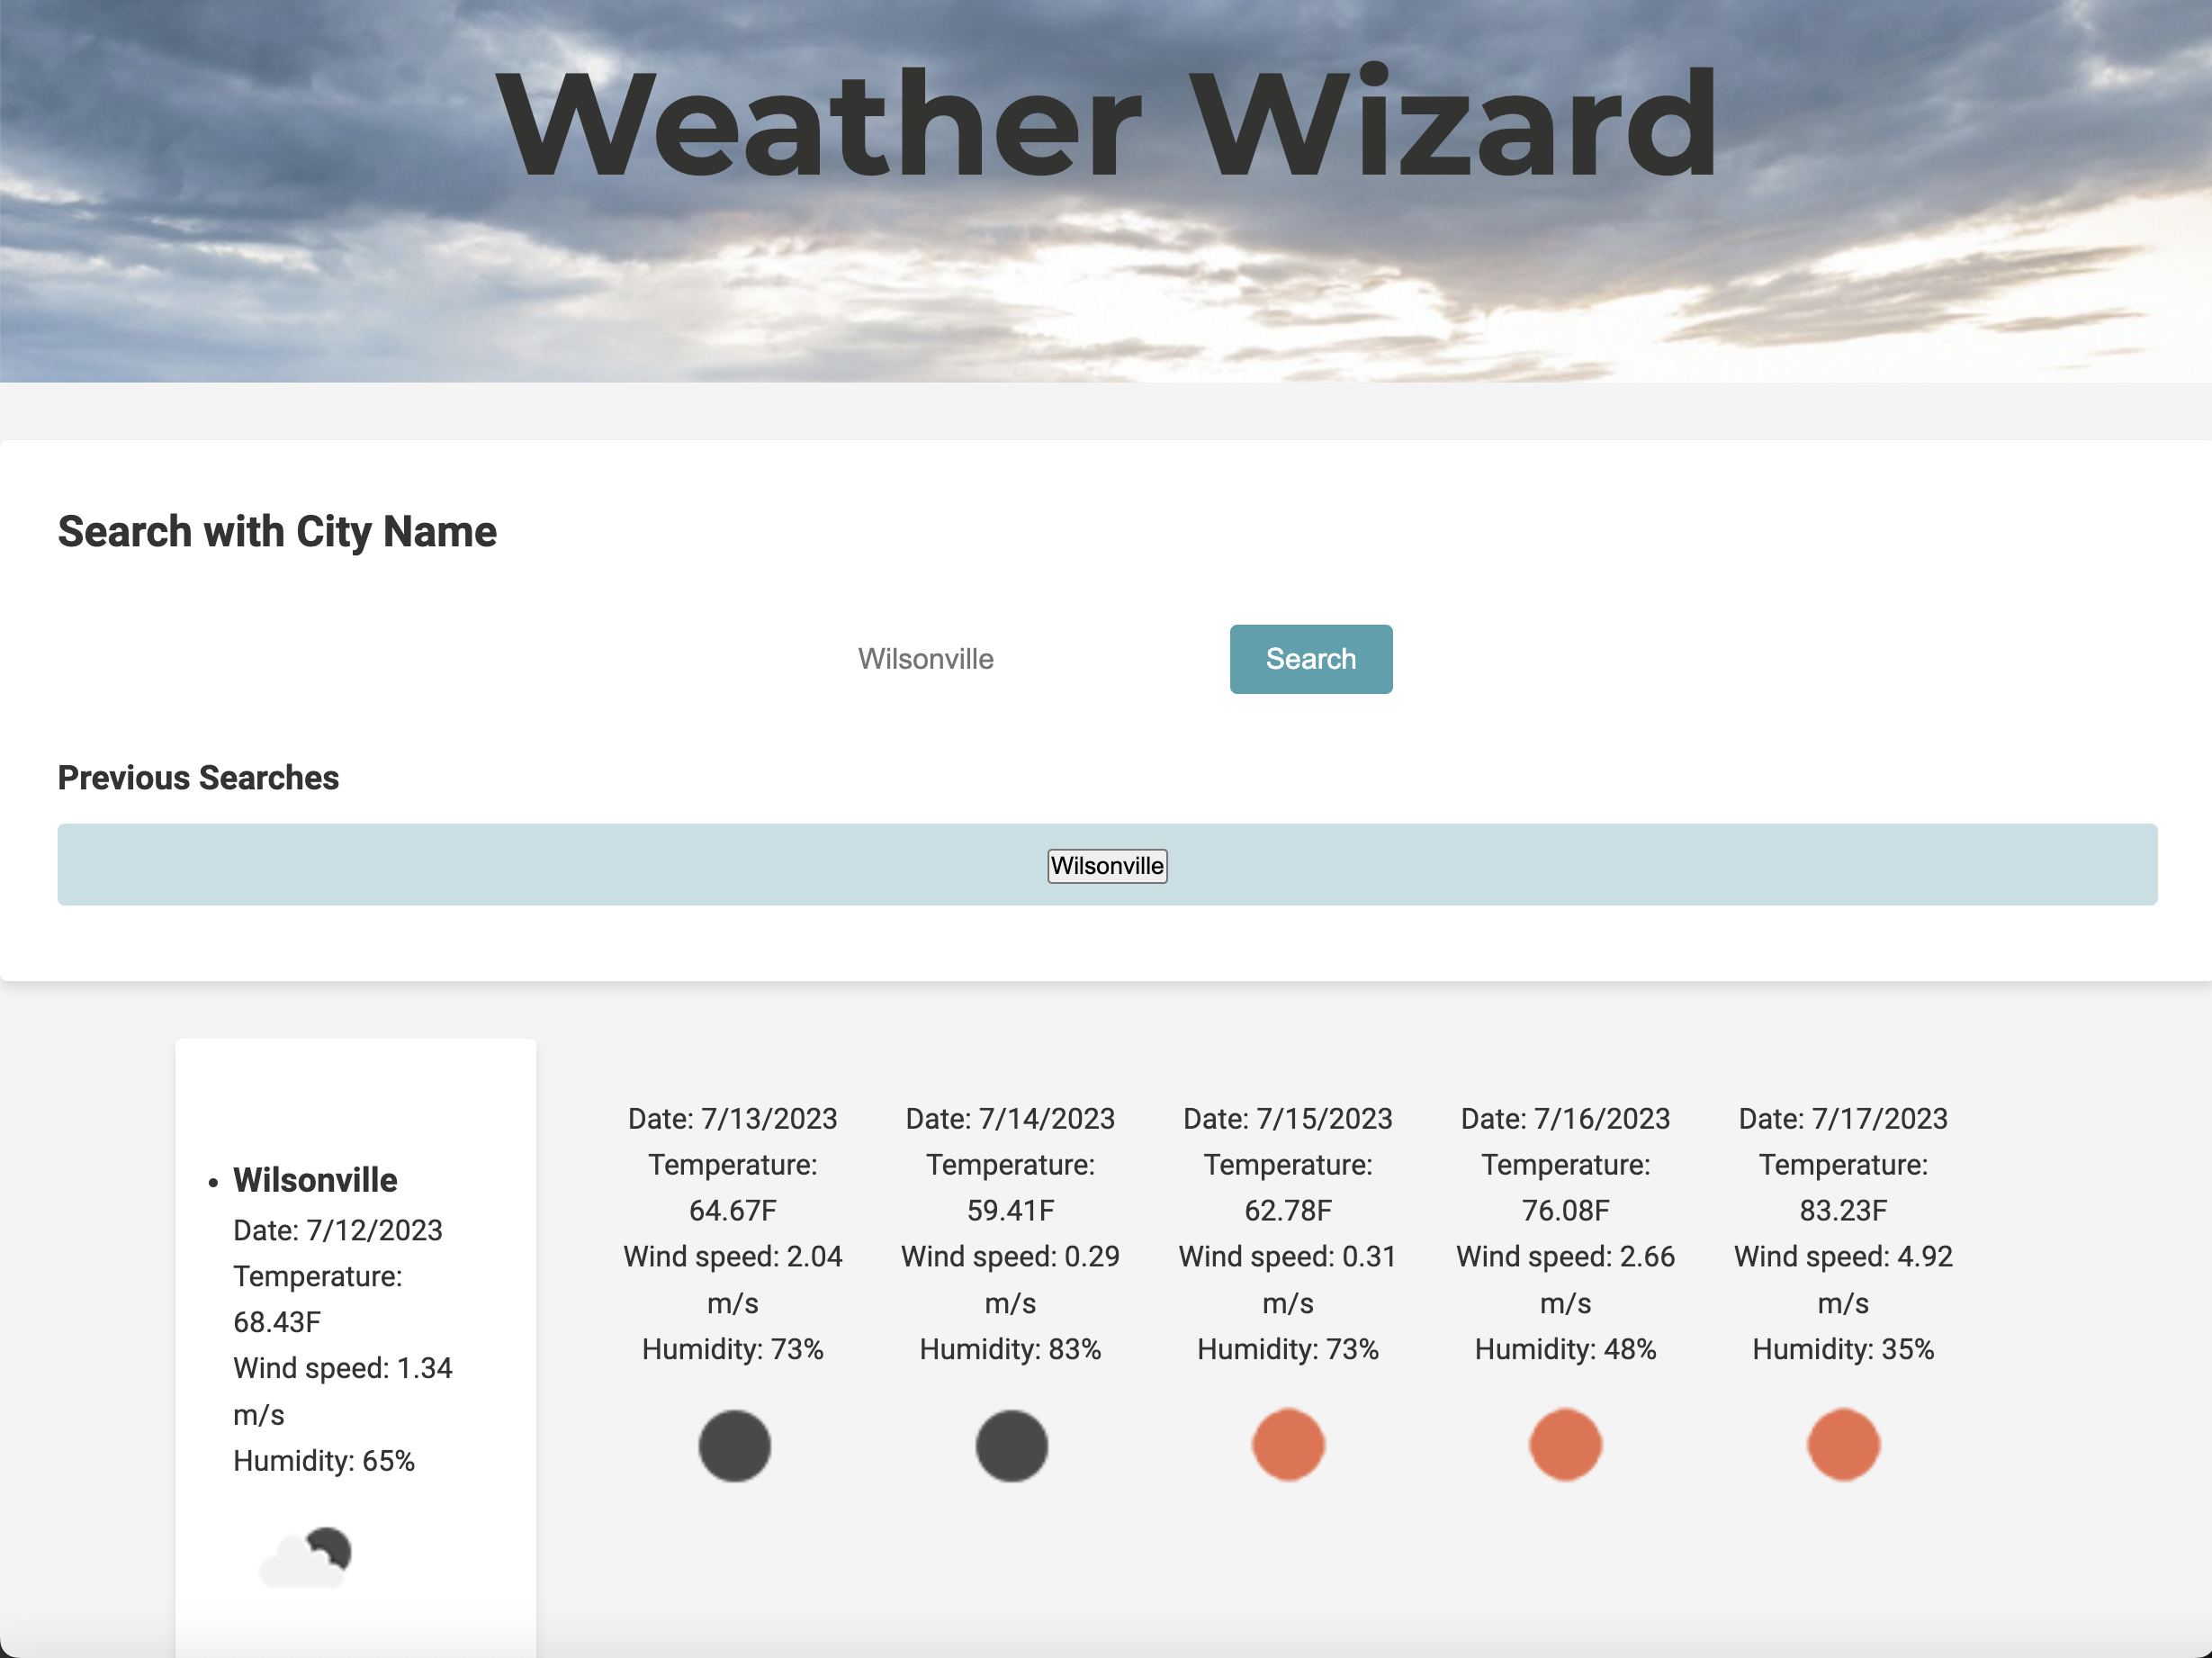 Weather Wizard
Search with City Name
Wilsonville
Search
Previous Searches
Wilsonville
Wilsonville
Date: 7/12/2023
Temperature:
68.43F
Wind speed: 1.34
m/s
Humidity: 65%
Date: 7/13/2023
Temperature:
64.67F
Wind speed: 2.04
m/s
Humidity: 73%
Date: 7/14/2023
Temperature:
59.41F
Wind speed: 0.29
m/s
Humidity: 83%
Date: 7/15/2023
Temperature:
62.78F
Wind speed: 0.31
m/s
Humidity: 73%
Date: 7/16/2023
Temperature:
76.08F
Wind speed: 2.66
m/s
Humidity: 48%
Date: 7/17/2023
Temperature:
83.23F
Wind speed: 4.92
m/s
Humidity: 35%